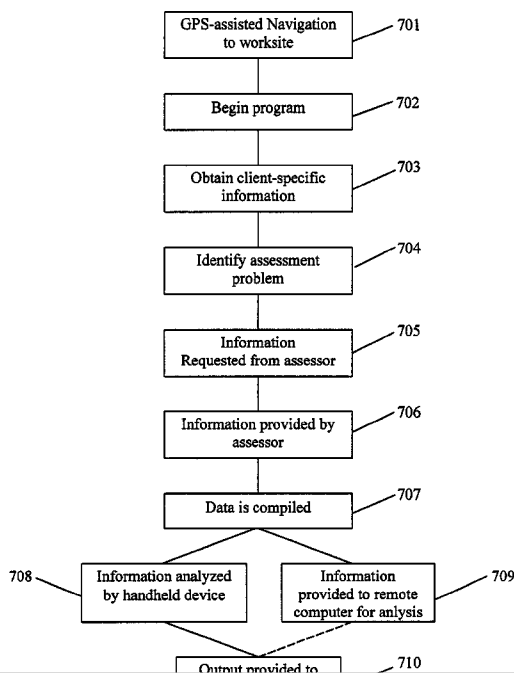 GPS-assisted Navigation
to worksite
701
Begin program
702
Obtain client-specific
information
703
Identify assessment
problem
704
Information
Requested from assessor
705
Information provided by
assessor
706
Data is compiled
707
708
Information analyzed
by handheld device
Information
provided to remote
computer for anlysis
709
Output provided to
710